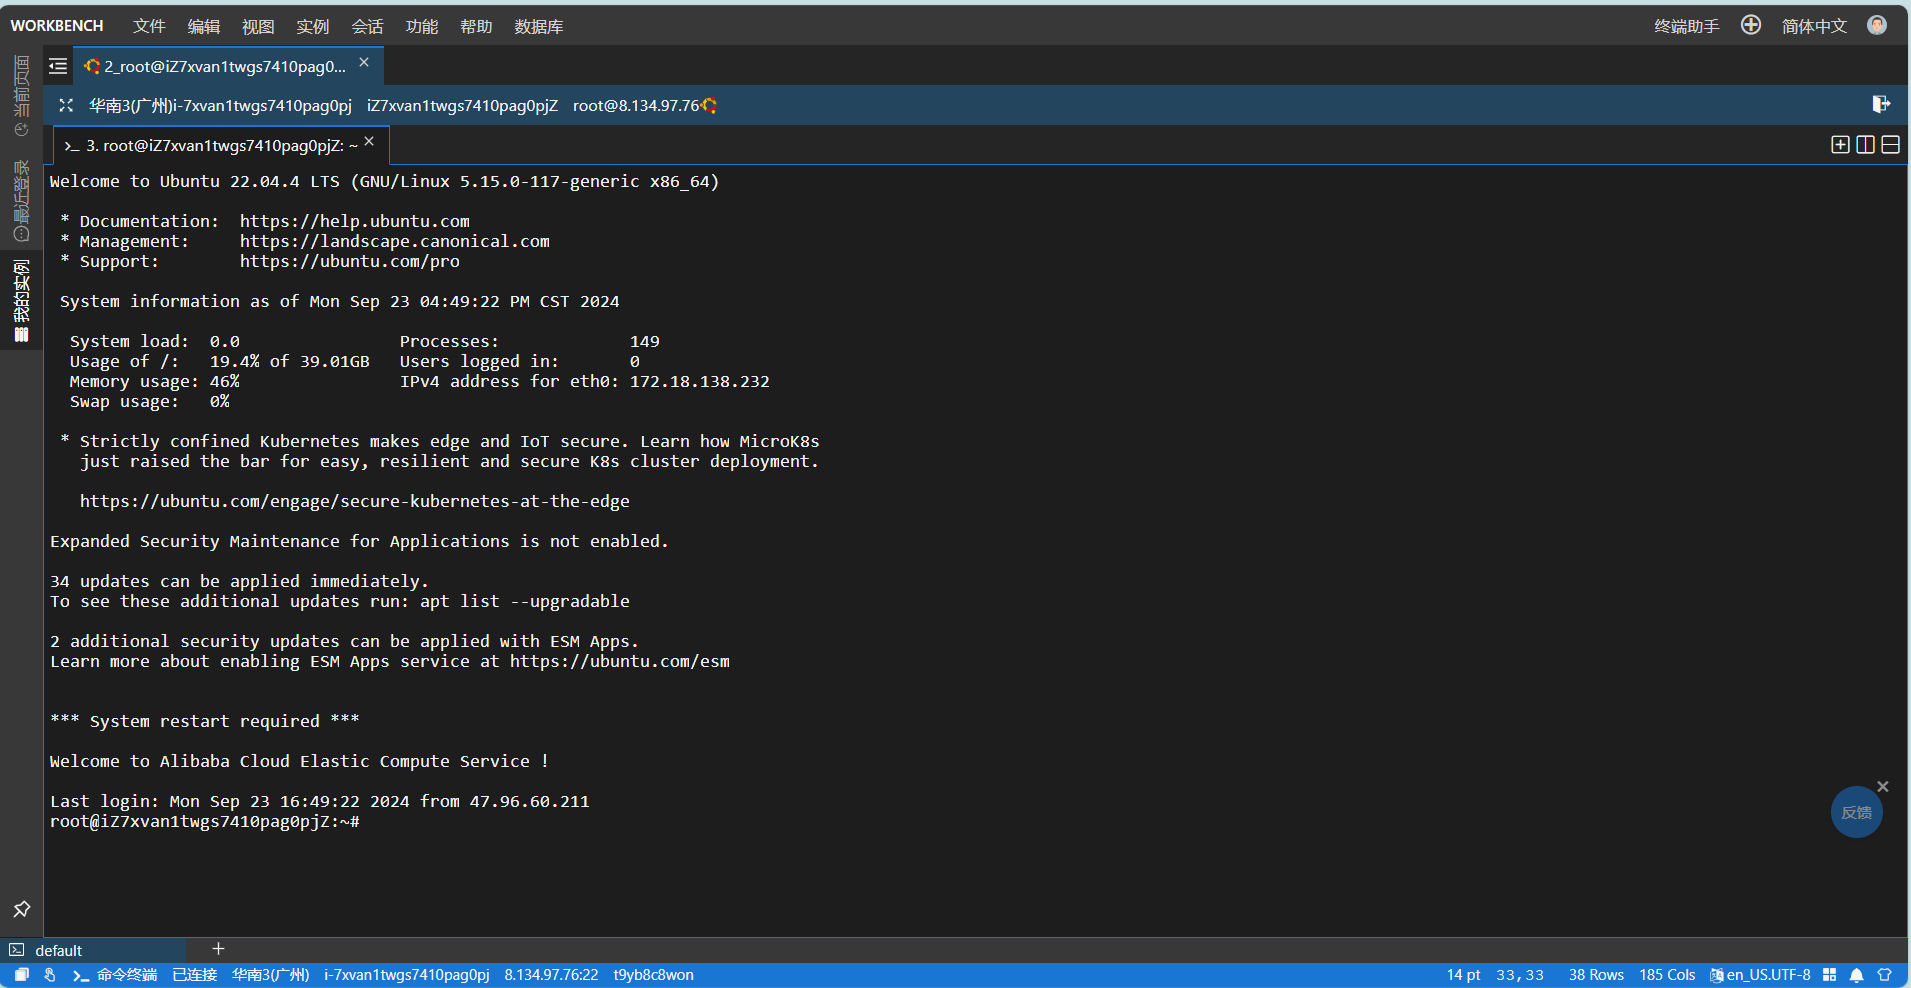 WORKBENCH 文件 编辑 视图 实例 会话 功能 帮助 数据库 终端助手 简体中文
当前页面
最近登录
我的实例
2_root@iZ7xvan1twgs7410pag0...
华南3(广州)i-7xvan1twgs7410pag0pj iZ7xvan1twgs7410pag0pjZ root@8.134.97.76
3. root@iZ7xvan1twgs7410pag0pjZ: ~
Welcome to Ubuntu 22.04.4 LTS (GNU/Linux 5.15.0-117-generic x86_64)
* Documentation: https://help.ubuntu.com
* Management: https://landscape.canonical.com
* Support: https://ubuntu.com/pro
System information as of Mon Sep 23 04:49:22 PM CST 2024
System load: 0.0 Processes: 149
Usage of /: 19.4% of 39.01GB Users logged in: 0
Memory usage: 46% IPv4 address for eth0: 172.18.138.232
Swap usage: 0%
* Strictly confined Kubernetes makes edge and IoT secure. Learn how MicroK8s
just raised the bar for easy, resilient and secure K8s cluster deployment.
https://ubuntu.com/engage/secure-kubernetes-at-the-edge
Expanded Security Maintenance for Applications is not enabled.
34 updates can be applied immediately.
To see these additional updates run: apt list --upgradable
2 additional security updates can be applied with ESM Apps.
Learn more about enabling ESM Apps service at https://ubuntu.com/esm
*** System restart required ***
Welcome to Alibaba Cloud Elastic Compute Service !
Last login: Mon Sep 23 16:49:22 2024 from 47.96.60.211
root@iZ7xvan1twgs7410pag0pjZ:~#
反馈
default
命令终端 已连接 华南3(广州) i-7xvan1twgs7410pag0pj 8.134.97.76:22 t9yb8c8won 14 pt 33,33 38 Rows 185 Cols en_US.UTF-8